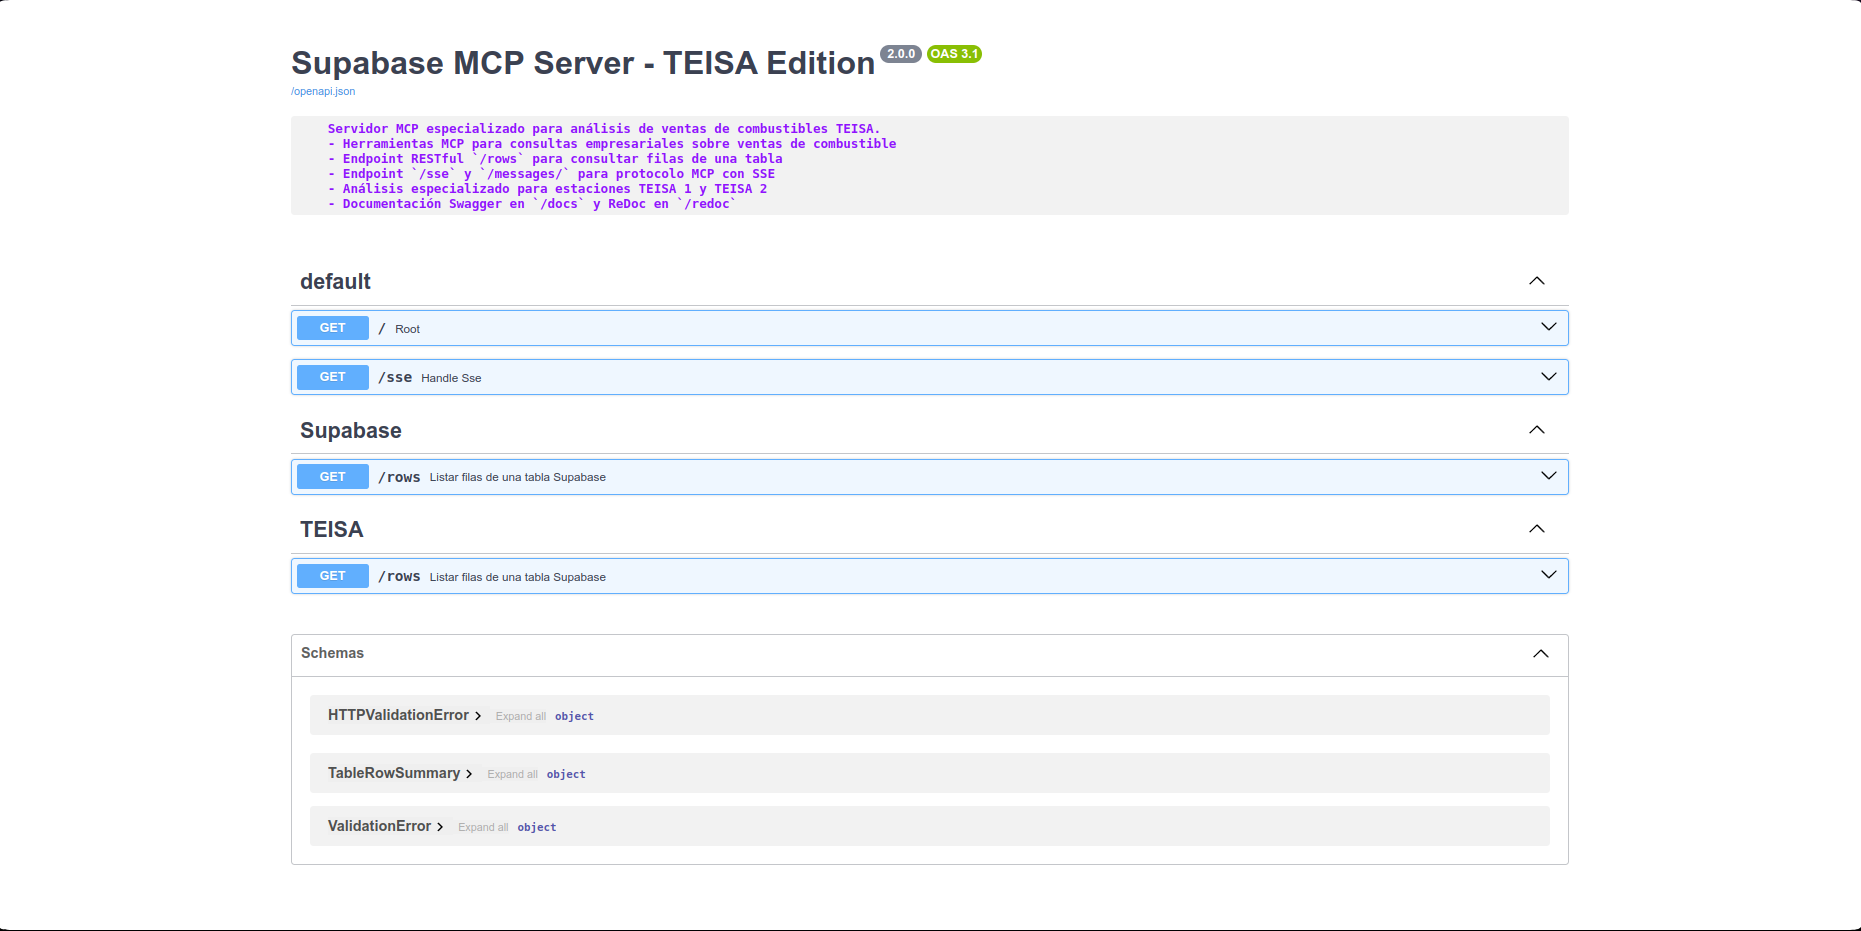 Supabase MCP Server - TEISA Edition 2.0.0 OAS 3.1
/openapi.json
Servidor MCP especializado para análisis de ventas de combustibles TEISA.
- Herramientas MCP para consultas empresariales sobre ventas de combustible
- Endpoint RESTful `/rows` para consultar filas de una tabla
- Endpoint `/sse` y `/messages/` para protocolo MCP con SSE
- Análisis especializado para estaciones TEISA 1 y TEISA 2
- Documentación Swagger en `/docs` y ReDoc en `/redoc`
default
GET / Root
GET /sse Handle Sse
Supabase
GET /rows Listar filas de una tabla Supabase
TEISA
GET /rows Listar filas de una tabla Supabase
Schemas
HTTPValidationError Expand all object
TableRowSummary Expand all object
ValidationError Expand all object